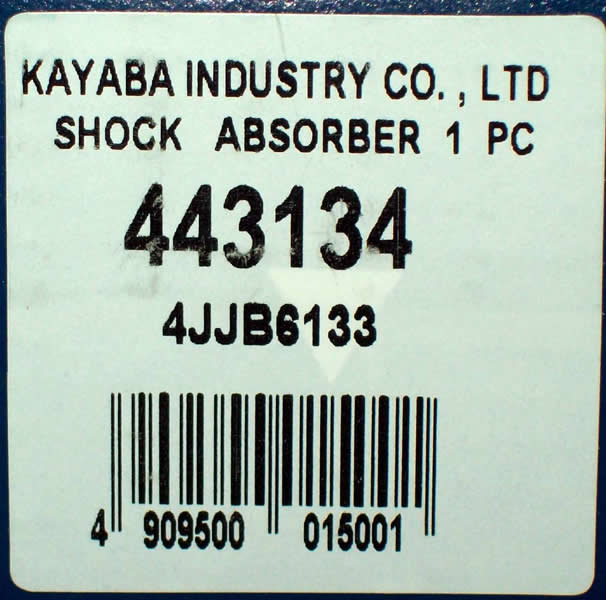 KAYABA INDUSTRY CO. , LTD
SHOCK ABSORBER 1 PC
443134
4JJB6133
4 909500 015001